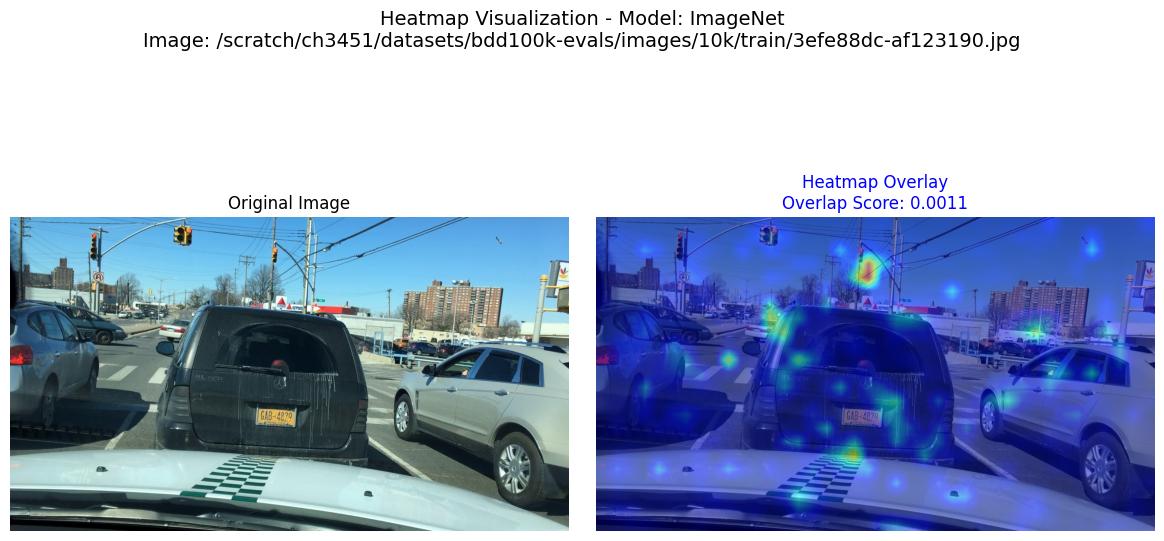 Heatmap Visualization - Model: ImageNet
Image: /scratch/ch3451/datasets/bdd100k-evals/images/10k/train/3efe88dc-af123190.jpg
Original Image
Heatmap Overlay
Overlap Score: 0.0011
GAB-4829